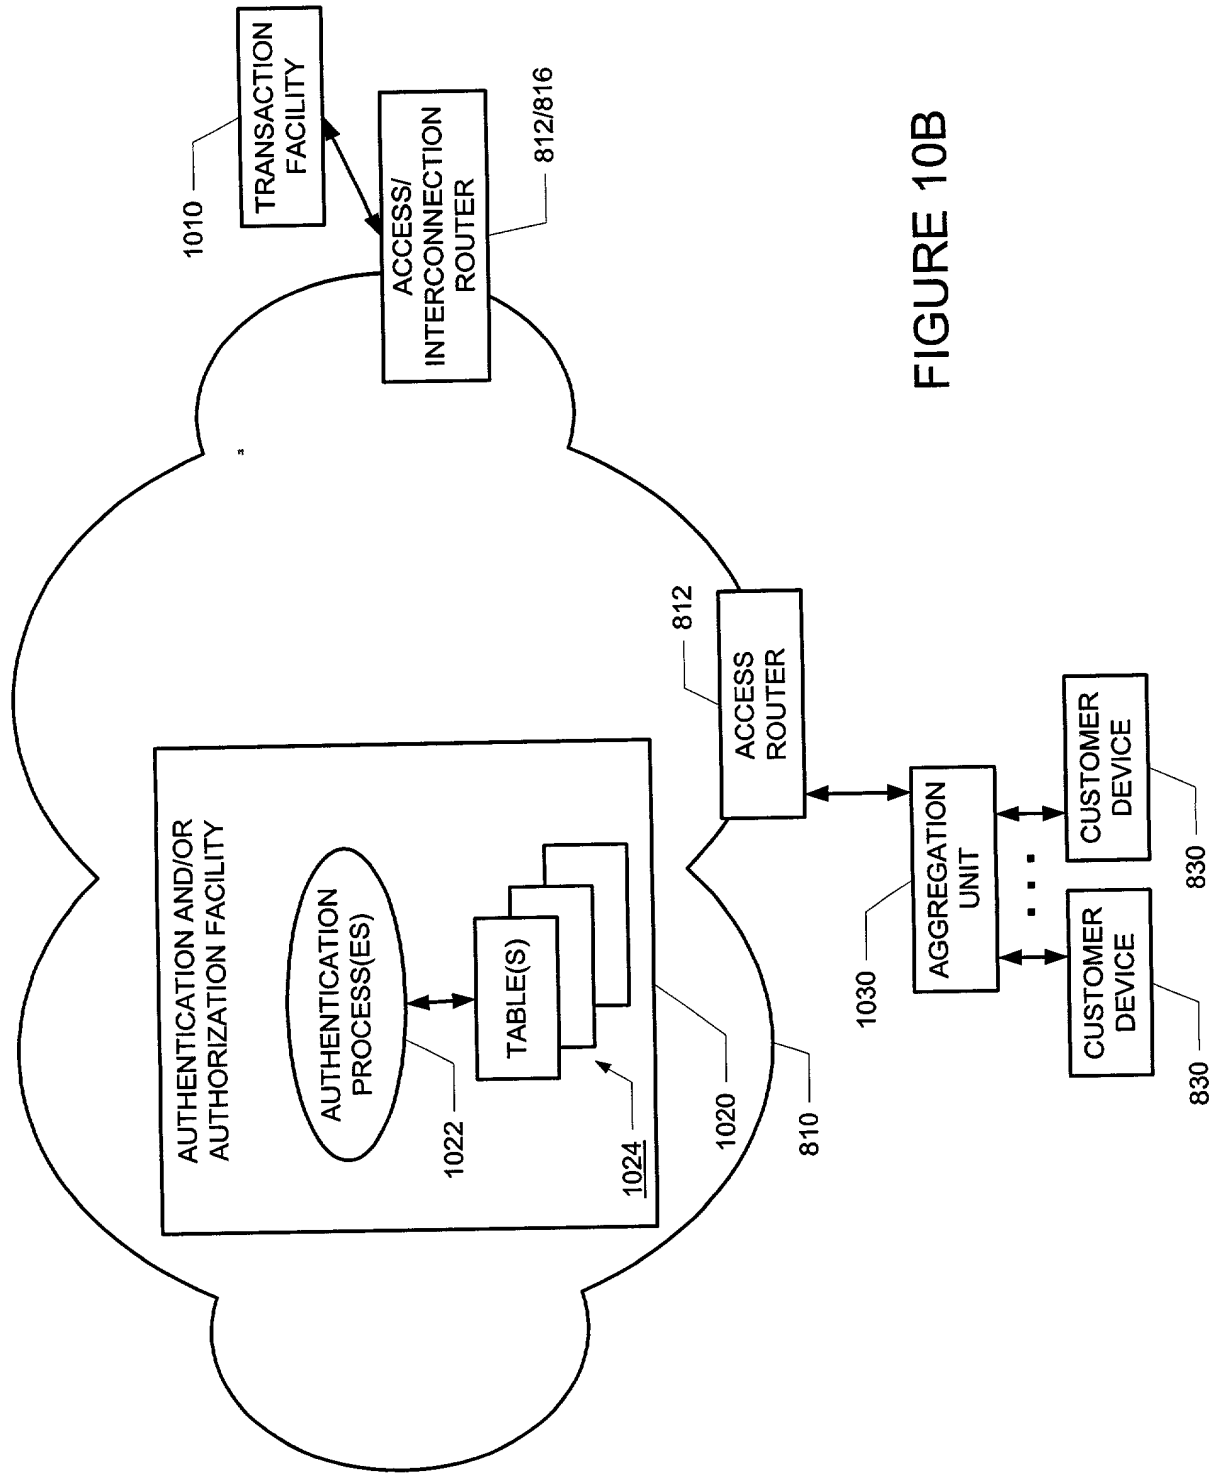 1010
TRANSACTION
FACILITY
ACCESS/
INTERCONNECTION
ROUTER
812/816
AUTHENTICATION AND/OR
AUTHORIZATION FACILITY
AUTHENTICATION
PROCESS(ES)
1022
TABLE(S)
1024
1020
810
ACCESS
ROUTER
812
1030
AGGREGATION
UNIT
CUSTOMER
DEVICE
830
CUSTOMER
DEVICE
830
FIGURE 10B